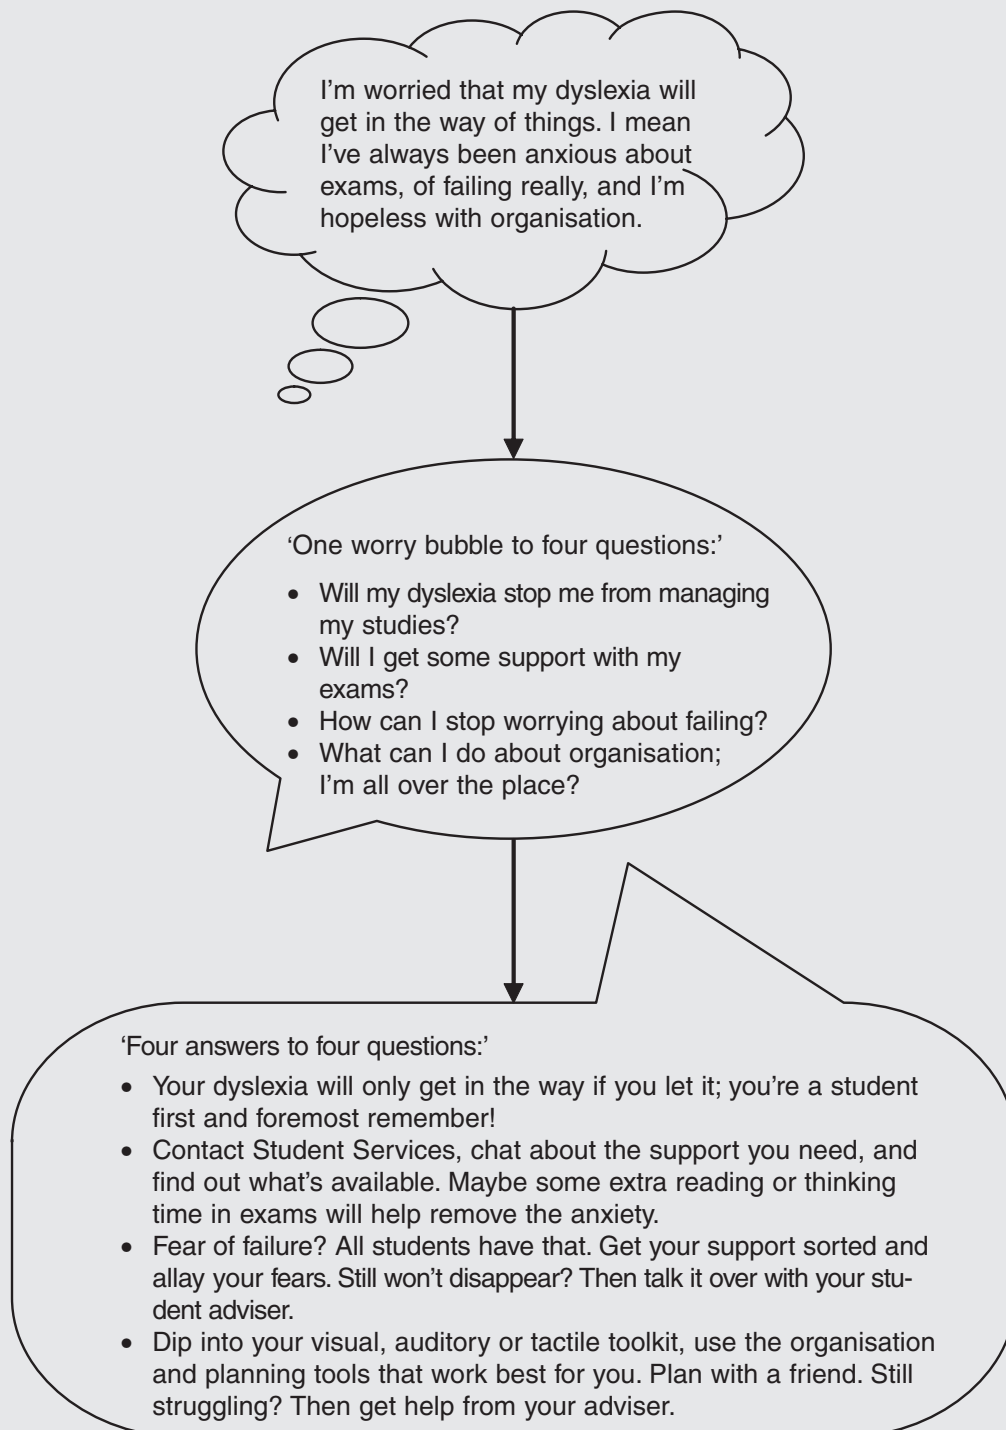 I'm worried that my dyslexia will
get in the way of things. I mean
I've always been anxious about
exams, of failing really, and I'm
hopeless with organisation.
‘One worry bubble to four questions:’
• Will my dyslexia stop me from managing
my studies?
• Will I get some support with my
exams?
• How can I stop worrying about failing?
• What can I do about organisation;
I'm all over the place?
‘Four answers to four questions:’
• Your dyslexia will only get in the way if you let it; you're a student
first and foremost remember!
• Contact Student Services, chat about the support you need, and
find out what's available. Maybe some extra reading or thinking
time in exams will help remove the anxiety.
• Fear of failure? All students have that. Get your support sorted and
allay your fears. Still won't disappear? Then talk it over with your stu-
dent adviser.
• Dip into your visual, auditory or tactile toolkit, use the organisation
and planning tools that work best for you. Plan with a friend. Still
struggling? Then get help from your adviser.